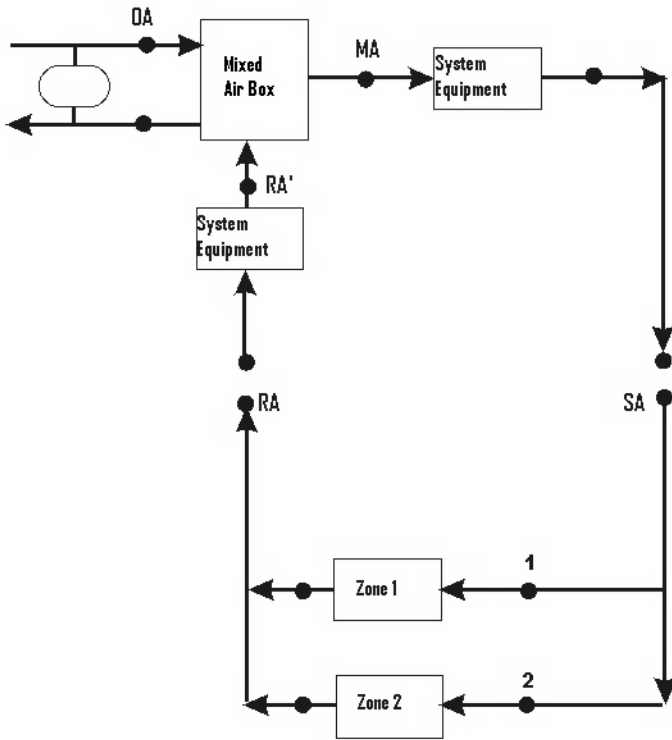 OA
Mixed
Air Box
MA
System
Equipment
RA'
System
Equipment
RA
SA
1
Zone 1
2
Zone 2